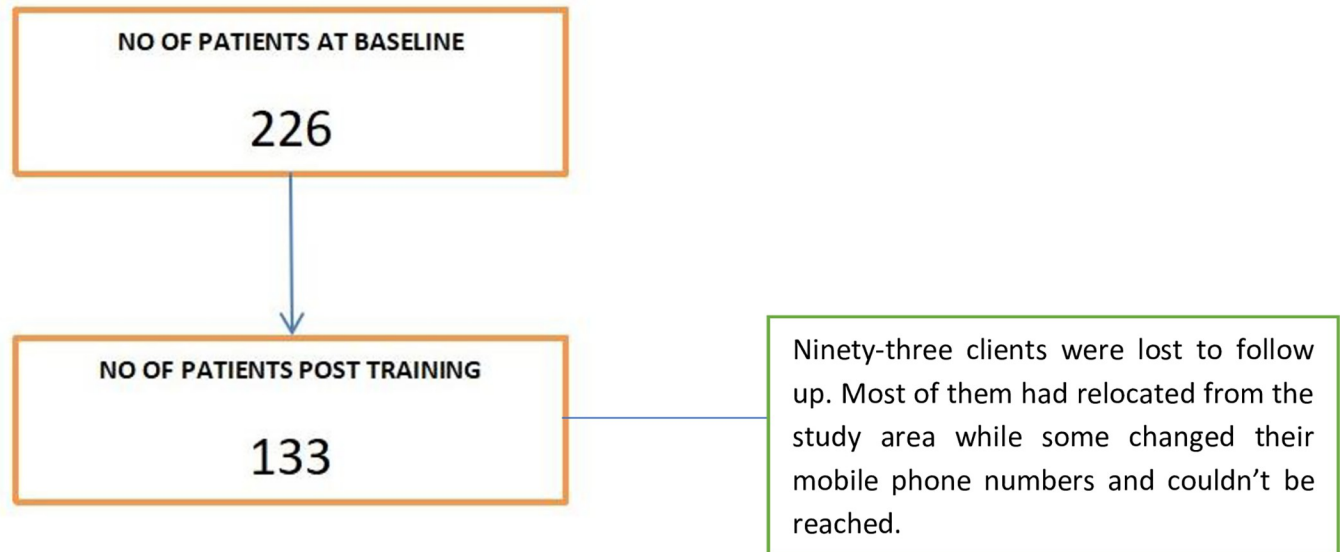 NO OF PATIENTS AT BASELINE
226
NO OF PATIENTS POST TRAINING
133
Ninety-three clients were lost to follow
up. Most of them had relocated from the
study area while some changed their
mobile phone numbers and couldn’t be
reached.